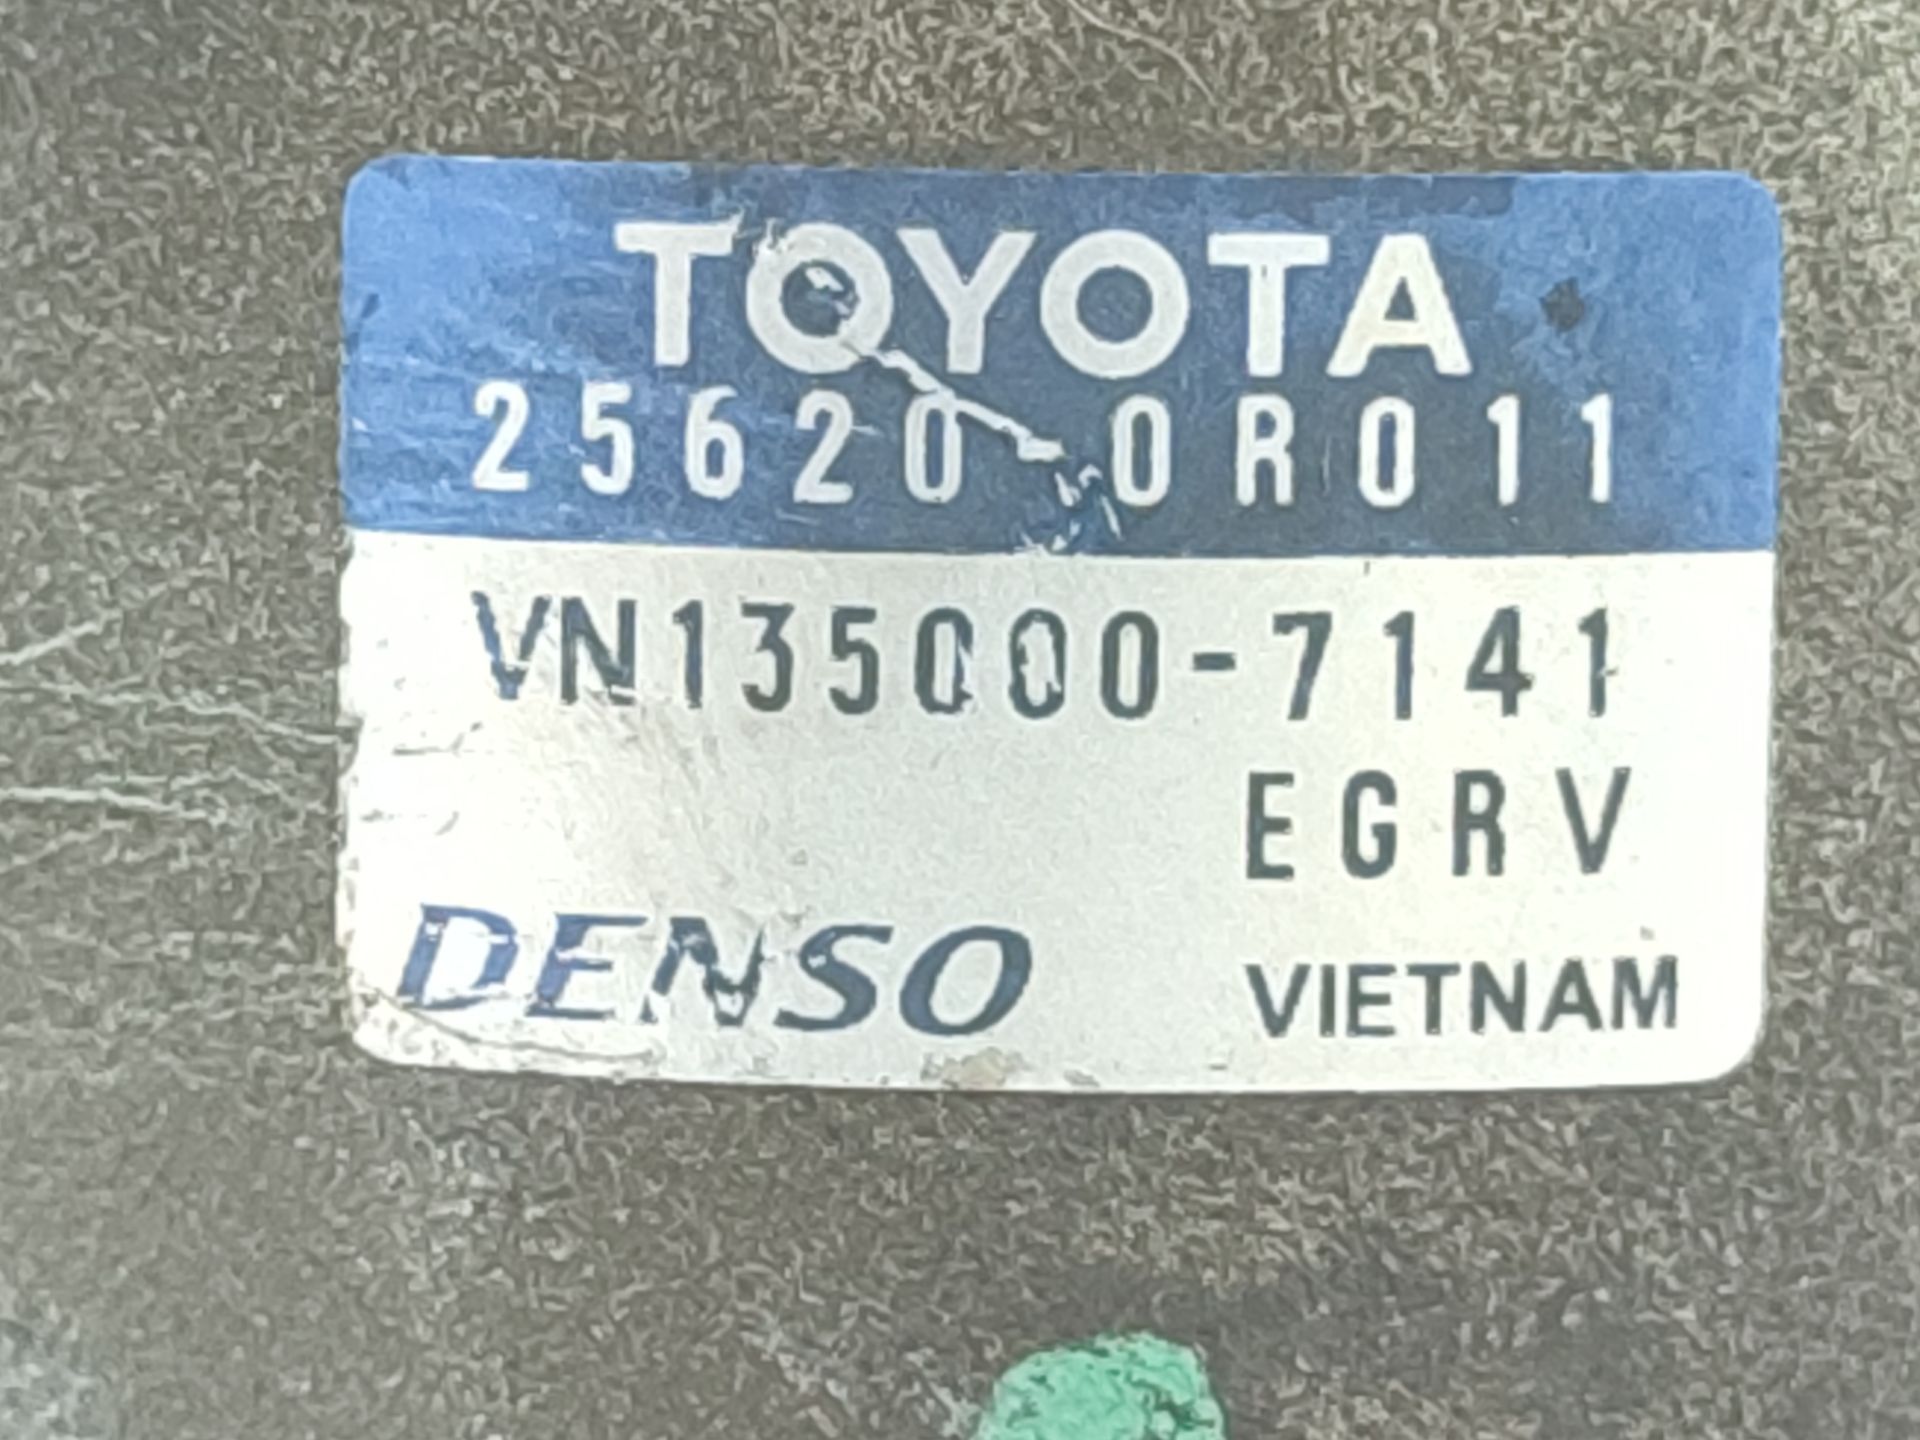 TOYOTA
25620 0R011
VN135000-7141
EGRV
DENSO VIETNAM